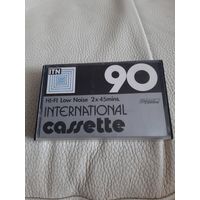 ITN
90
HI-FI Low Noise 2x45mins.
INTERNATIONAL
cassette